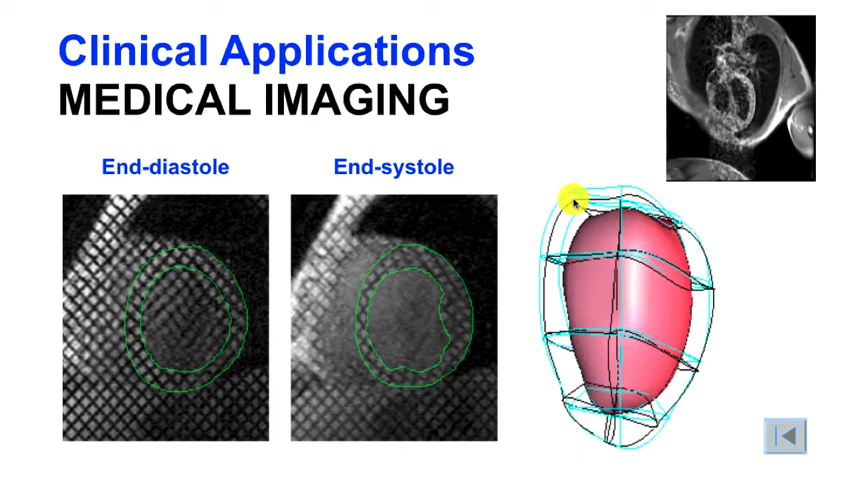 Clinical Applications
MEDICAL IMAGING
End-diastole
End-systole